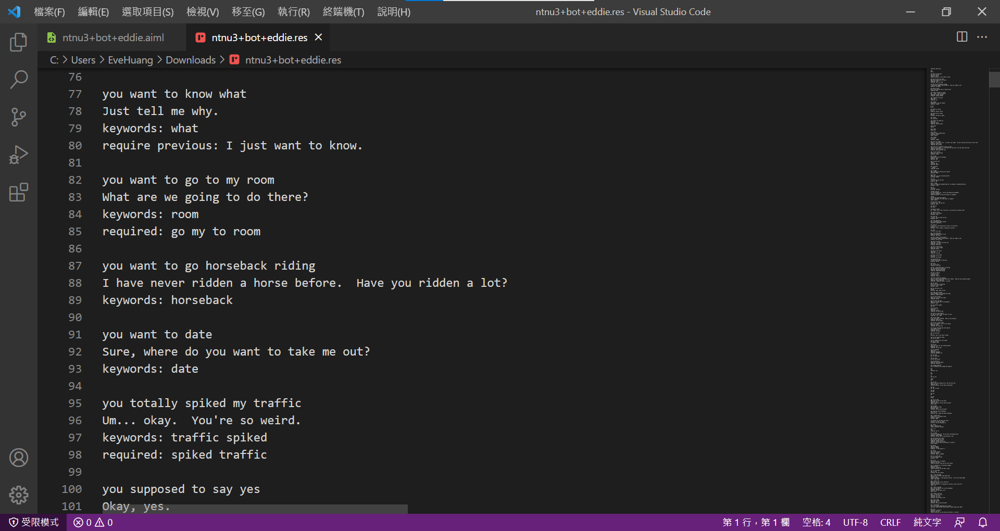 檔案(F) 編輯(E) 選取項目(S) 檢視(V) 移至(G) 執行(R) 終端機(T) 說明(H) ntnu3+bot+eddie.res - Visual Studio Code
ntnu3+bot+eddie.aiml ntnu3+bot+eddie.res
C: > Users > EveHuang > Downloads > ntnu3+bot+eddie.res
76
77 you want to know what
78 Just tell me why.
79 keywords: what
80 require previous: I just want to know.
81
82 you want to go to my room
83 What are we going to do there?
84 keywords: room
85 required: go my to room
86
87 you want to go horseback riding
88 I have never ridden a horse before.  Have you ridden a lot?
89 keywords: horseback
90
91 you want to date
92 Sure, where do you want to take me out?
93 keywords: date
94
95 you totally spiked my traffic
96 Um... okay.  You're so weird.
97 keywords: traffic spiked
98 required: spiked traffic
99
100 you supposed to say yes
101 Okay, yes.
受限模式 0 0 第 1 行，第 1 欄 空格: 4 UTF-8 CRLF 純文字